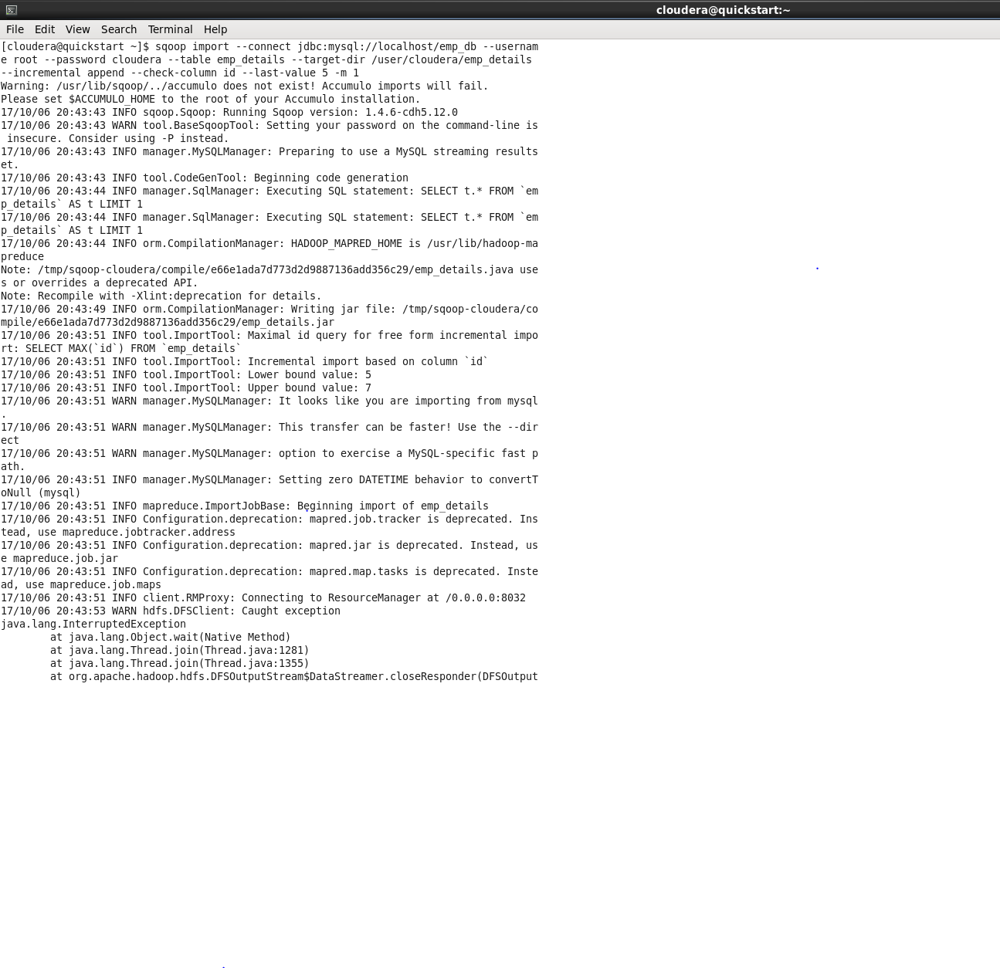 cloudera@quickstart:~
File Edit View Search Terminal Help
[cloudera@quickstart ~]$ sqoop import --connect jdbc:mysql://localhost/emp_db --usernam
e root --password cloudera --table emp_details --target-dir /user/cloudera/emp_details
--incremental append --check-column id --last-value 5 -m 1
Warning: /usr/lib/sqoop/../accumulo does not exist! Accumulo imports will fail.
Please set $ACCUMULO_HOME to the root of your Accumulo installation.
17/10/06 20:43:43 INFO sqoop.Sqoop: Running Sqoop version: 1.4.6-cdh5.12.0
17/10/06 20:43:43 WARN tool.BaseSqoopTool: Setting your password on the command-line is
 insecure. Consider using -P instead.
17/10/06 20:43:43 INFO manager.MySQLManager: Preparing to use a MySQL streaming results
et.
17/10/06 20:43:43 INFO tool.CodeGenTool: Beginning code generation
17/10/06 20:43:44 INFO manager.SqlManager: Executing SQL statement: SELECT t.* FROM `em
p_details` AS t LIMIT 1
17/10/06 20:43:44 INFO manager.SqlManager: Executing SQL statement: SELECT t.* FROM `em
p_details` AS t LIMIT 1
17/10/06 20:43:44 INFO orm.CompilationManager: HADOOP_MAPRED_HOME is /usr/lib/hadoop-ma
preduce
Note: /tmp/sqoop-cloudera/compile/e66e1ada7d773d2d9887136add356c29/emp_details.java use
s or overrides a deprecated API.
Note: Recompile with -Xlint:deprecation for details.
17/10/06 20:43:49 INFO orm.CompilationManager: Writing jar file: /tmp/sqoop-cloudera/co
mpile/e66e1ada7d773d2d9887136add356c29/emp_details.jar
17/10/06 20:43:51 INFO tool.ImportTool: Maximal id query for free form incremental impo
rt: SELECT MAX(`id`) FROM `emp_details`
17/10/06 20:43:51 INFO tool.ImportTool: Incremental import based on column `id`
17/10/06 20:43:51 INFO tool.ImportTool: Lower bound value: 5
17/10/06 20:43:51 INFO tool.ImportTool: Upper bound value: 7
17/10/06 20:43:51 WARN manager.MySQLManager: It looks like you are importing from mysql
.
17/10/06 20:43:51 WARN manager.MySQLManager: This transfer can be faster! Use the --dir
ect
17/10/06 20:43:51 WARN manager.MySQLManager: option to exercise a MySQL-specific fast p
ath.
17/10/06 20:43:51 INFO manager.MySQLManager: Setting zero DATETIME behavior to convertT
oNull (mysql)
17/10/06 20:43:51 INFO mapreduce.ImportJobBase: Beginning import of emp_details
17/10/06 20:43:51 INFO Configuration.deprecation: mapred.job.tracker is deprecated. Ins
tead, use mapreduce.jobtracker.address
17/10/06 20:43:51 INFO Configuration.deprecation: mapred.jar is deprecated. Instead, us
e mapreduce.job.jar
17/10/06 20:43:51 INFO Configuration.deprecation: mapred.map.tasks is deprecated. Inste
ad, use mapreduce.job.maps
17/10/06 20:43:51 INFO client.RMProxy: Connecting to ResourceManager at /0.0.0.0:8032
17/10/06 20:43:53 WARN hdfs.DFSClient: Caught exception
java.lang.InterruptedException
        at java.lang.Object.wait(Native Method)
        at java.lang.Thread.join(Thread.java:1281)
        at java.lang.Thread.join(Thread.java:1355)
        at org.apache.hadoop.hdfs.DFSOutputStream$DataStreamer.closeResponder(DFSOutput